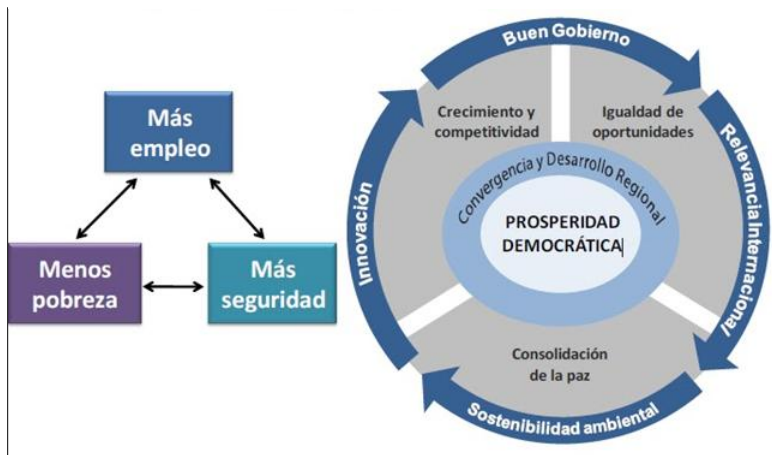 Más
empleo
Menos
pobreza
Más
seguridad
Buen Gobierno
Crecimiento y
competitividad
Igualdad de
oportunidades
Innovación
Convergencia y Desarrollo Regional
Relevancia Internacional
PROSPERIDAD
DEMOCRÁTICA
Consolidación
de la paz
Sostenibilidad ambiental